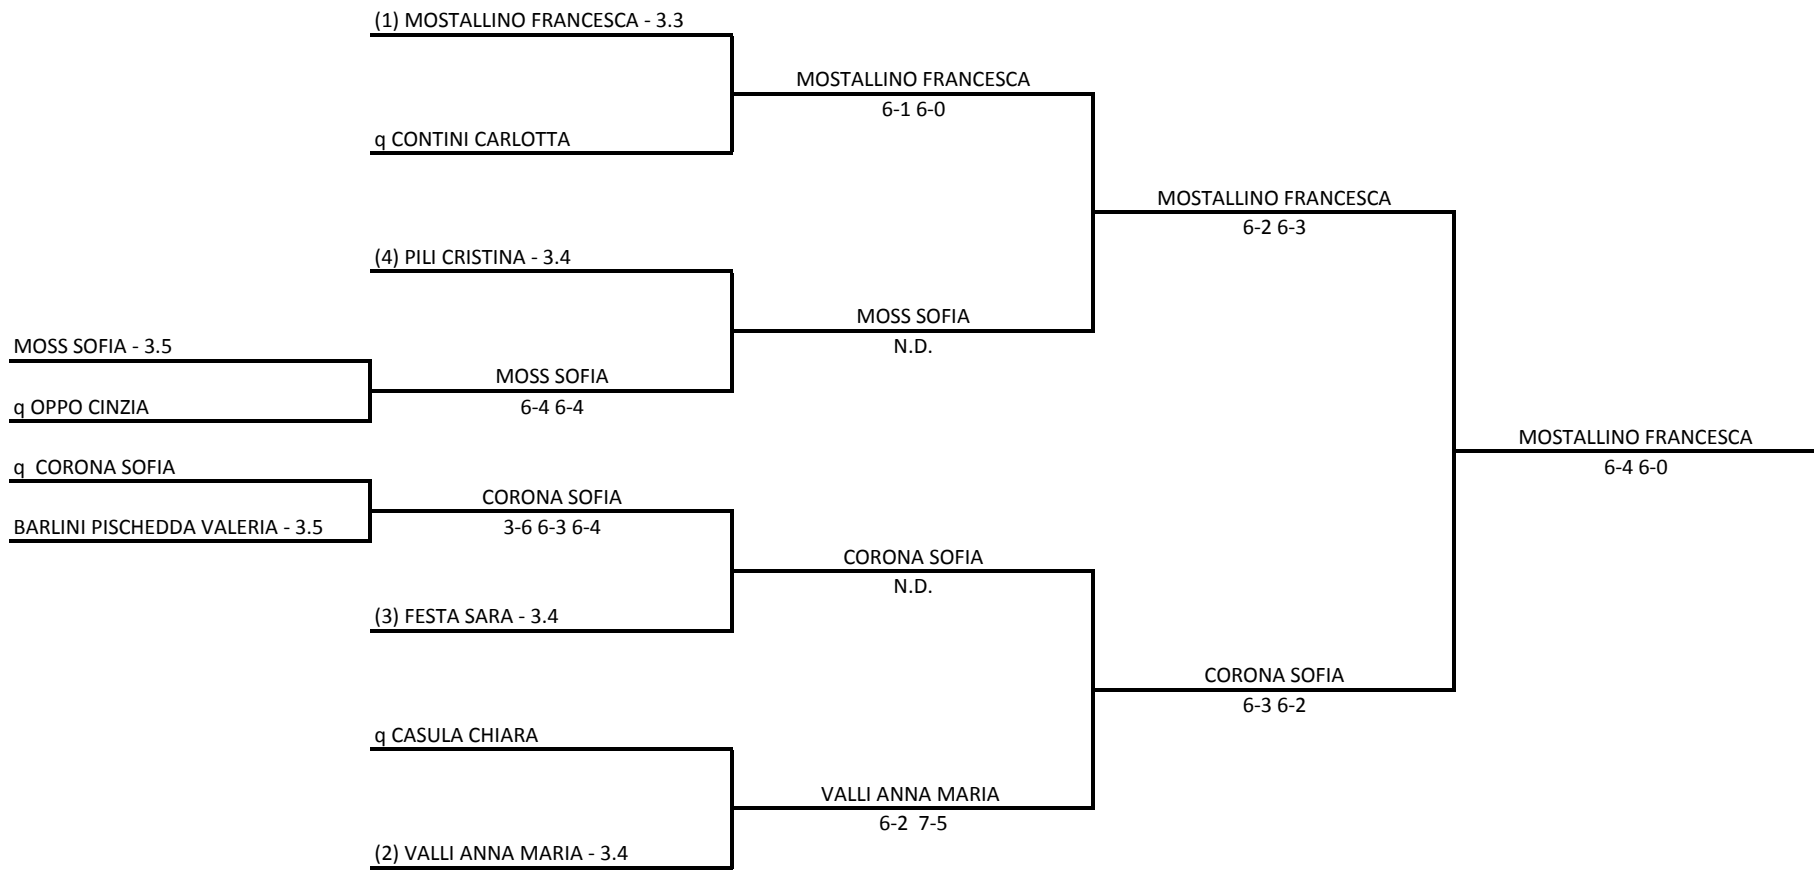 (1) MOSTALLINO FRANCESCA - 3.3
MOSTALLINO FRANCESCA
6-1 6-0
q CONTINI CARLOTTA
MOSTALLINO FRANCESCA
6-2 6-3
(4) PILI CRISTINA - 3.4
MOSS SOFIA
N.D.
MOSS SOFIA - 3.5
MOSS SOFIA
6-4 6-4
q OPPO CINZIA
MOSTALLINO FRANCESCA
6-4 6-0
q  CORONA SOFIA
CORONA SOFIA
3-6 6-3 6-4
BARLINI PISCHEDDA VALERIA - 3.5
CORONA SOFIA
N.D.
(3) FESTA SARA - 3.4
CORONA SOFIA
6-3 6-2
q CASULA CHIARA
VALLI ANNA MARIA
6-2  7-5
(2) VALLI ANNA MARIA - 3.4